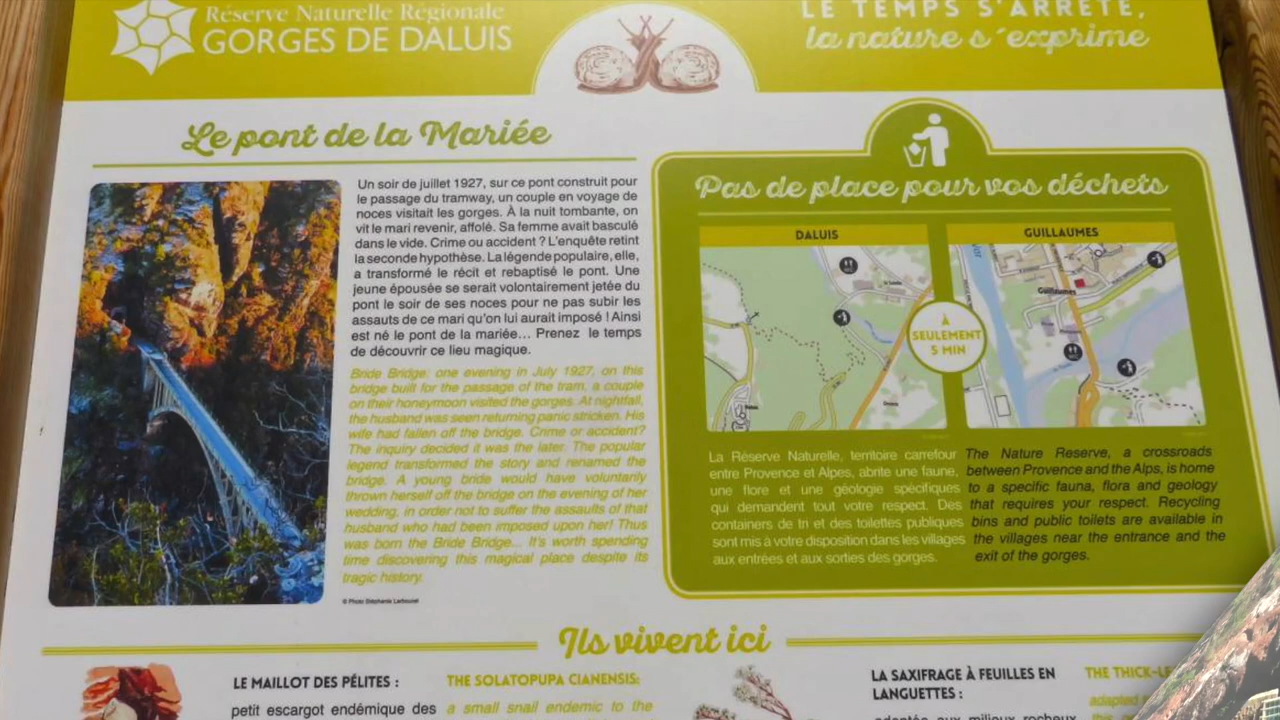 Réserve Naturelle Régionale
GORGES DE DALUIS
LE TEMPS S'ARRÊTE,
la nature s'exprime
Le pont de la Mariée
Un soir de juillet 1927, sur ce pont construit pour
le passage du tramway, un couple en voyage de
noces visitait les gorges. À la nuit tombante, on
vit le mari revenir, affolé. Sa femme avait basculé
dans le vide. Crime ou accident ? L'enquête retint
la seconde hypothèse. La légende populaire, elle,
a transformé le récit et rebaptisé le pont. Une
jeune épousée se serait volontairement jetée du
pont le soir de ses noces pour ne pas subir les
assauts de ce mari qu'on lui aurait imposé ! Ainsi
est né le pont de la mariée... Prenez le temps
de découvrir ce lieu magique.
Bride Bridge: one evening in July 1927, on this
bridge built for the passage of the tram, a couple
on their honeymoon visited the gorges. At nightfall,
the husband was seen returning panic stricken. His
wife had fallen off the bridge. Crime or accident?
The inquiry decided it was the later. The popular
legend transformed the story and renamed the
bridge. A young bride would have voluntarily
thrown herself off the bridge on the evening of her
wedding, in order not to suffer the assaults of that
husband who had been imposed upon her! Thus
was born the Bride Bridge... It's worth spending
time discovering this magical place despite its
tragic history.
© Photo Stéphanie Larbouret
Pas de place pour vos déchets
DALUIS
GUILLAUMES
Guillaumes
À
SEULEMENT
5 MIN
La Réserve Naturelle, territoire carrefour
entre Provence et Alpes, abrite une faune,
une flore et une géologie spécifiques
qui demandent tout votre respect. Des
containers de tri et des toilettes publiques
sont mis à votre disposition dans les villages
aux entrées et aux sorties des gorges.
The Nature Reserve, a crossroads
between Provence and the Alps, is home
to a specific fauna, flora and geology
that requires your respect. Recycling
bins and public toilets are available in
the villages near the entrance and the
exit of the gorges.
Ils vivent ici
LE MAILLOT DES PÉLITES :
petit escargot endémique des
THE SOLATOPUPA CIANENSIS:
a small snail endemic to the
LA SAXIFRAGE À FEUILLES EN
LANGUETTES :
adaptée aux milieux rocheux
THE THICK-LE
adapted